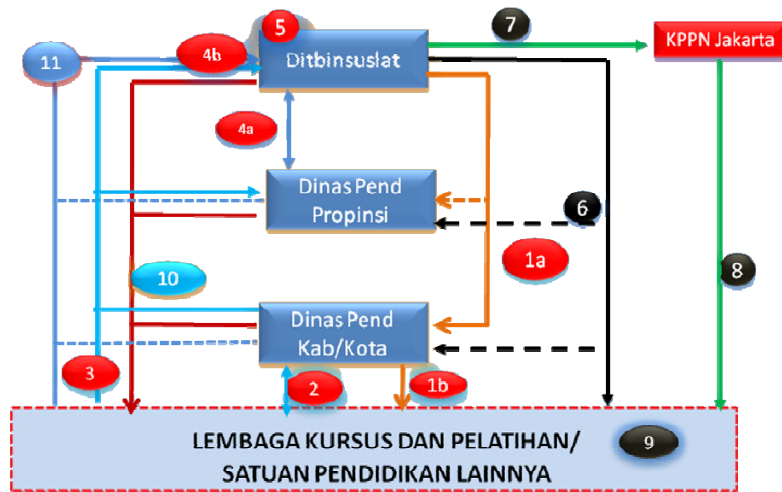 5
7
11
4b
Ditbinsuslat
KPPN Jakarta
4a
Dinas Pend
Propinsi
6
1a
8
10
Dinas Pend
Kab/Kota
3
2
1b
LEMBAGA KURSUS DAN PELATIHAN/
SATUAN PENDIDIKAN LAINNYA
9